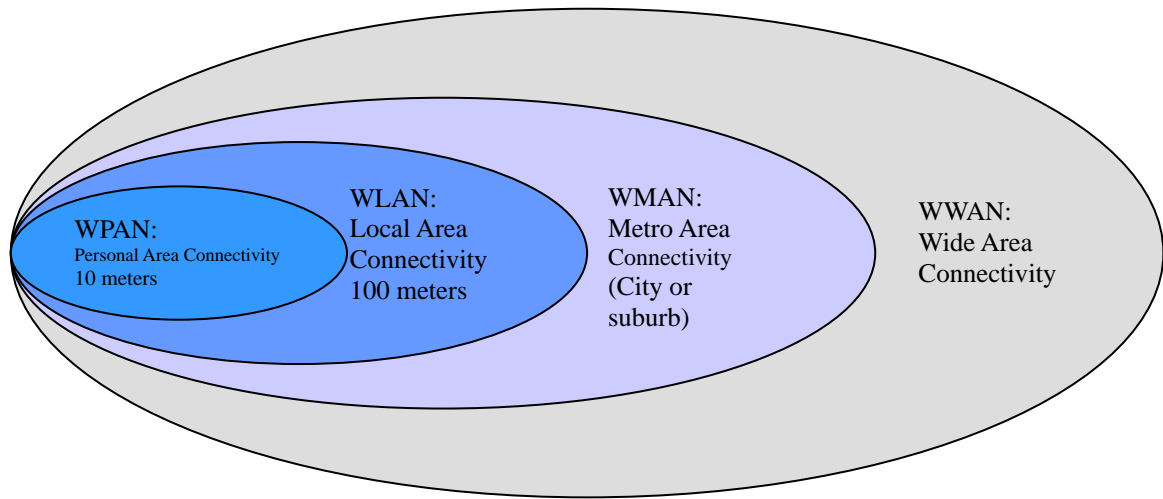 WPAN:
Personal Area Connectivity
10 meters
WLAN:
Local Area
Connectivity
100 meters
WMAN:
Metro Area
Connectivity
(City or
suburb)
WWAN:
Wide Area
Connectivity